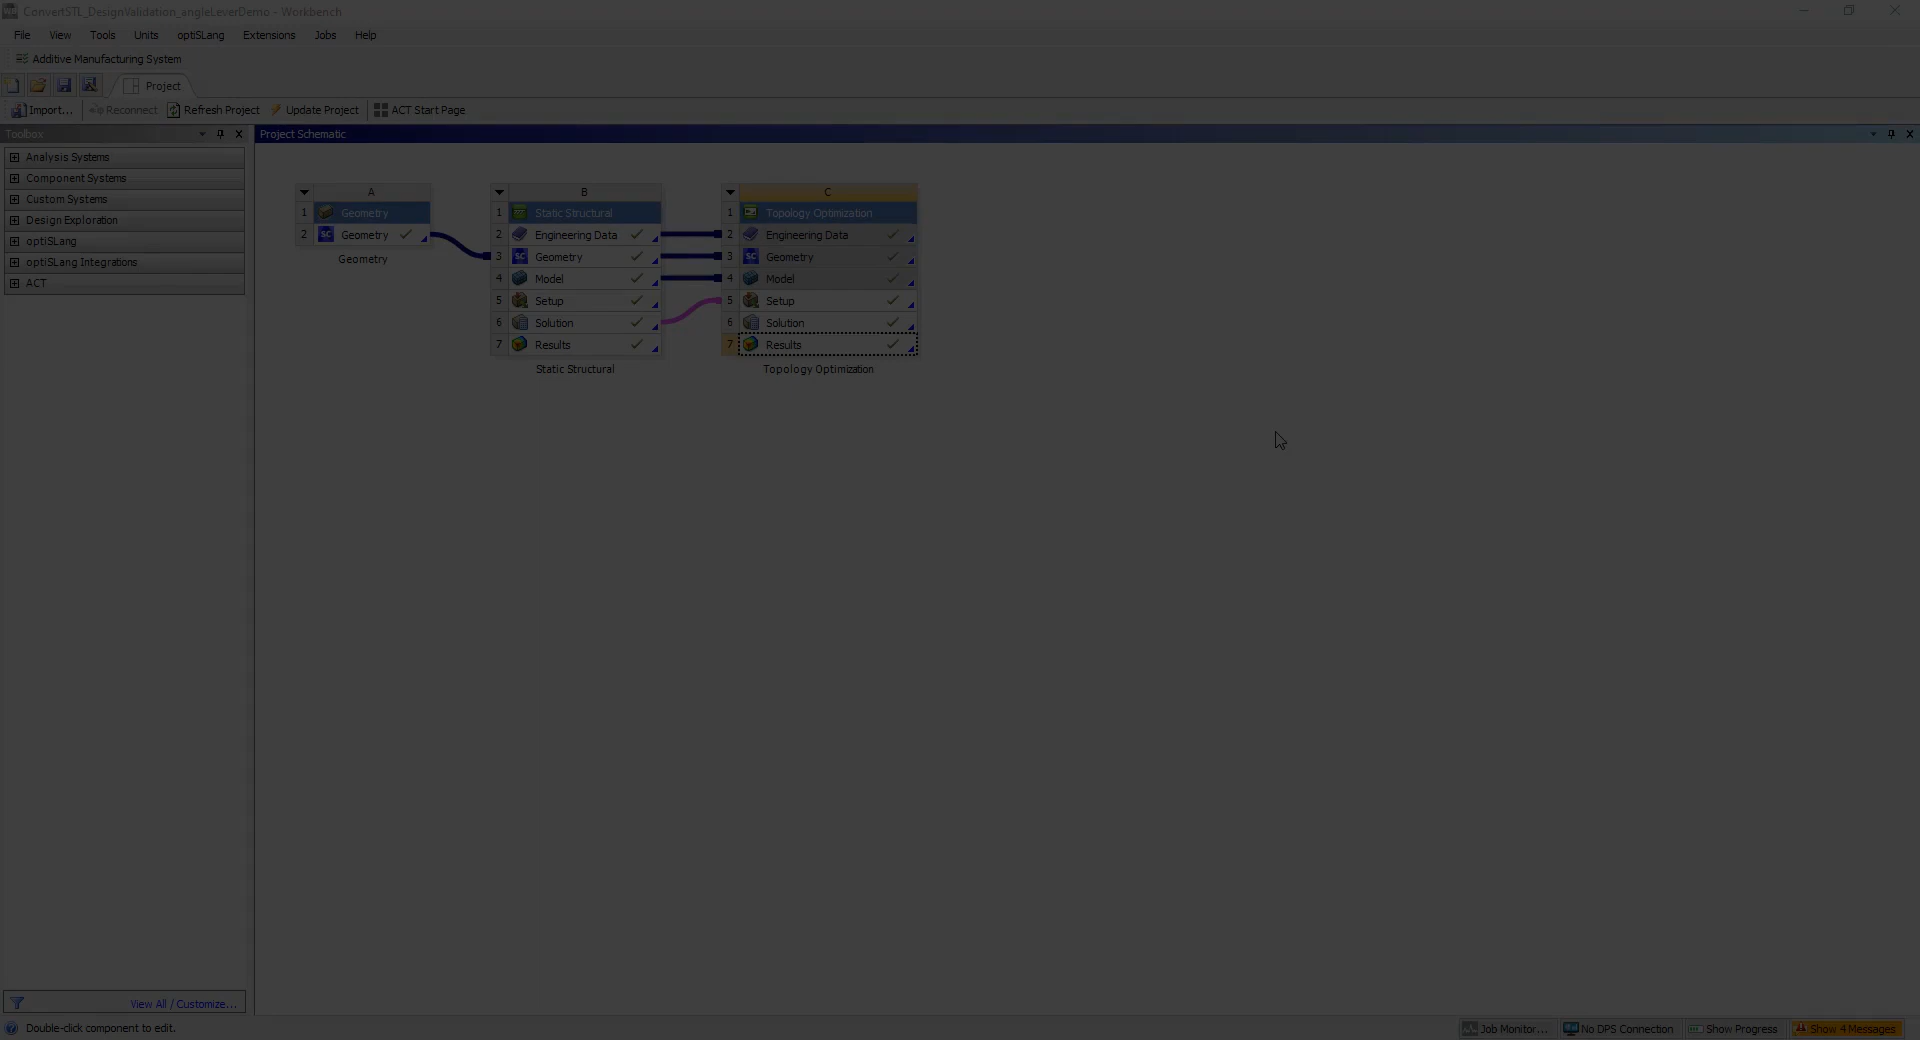 ConvertSTL_DesignValidation_angleLeverDemo - Workbench
File View Tools Units optiSLang Extensions Jobs Help
Additive Manufacturing System
Project
Import... Reconnect Refresh Project Update Project ACT Start Page
Toolbox
Project Schematic
Analysis Systems
Component Systems
Custom Systems
Design Exploration
optiSLang
optiSLang Integrations
ACT
A
1 Geometry
2 SC Geometry
Geometry
B
1 Static Structural
2 Engineering Data
3 SC Geometry
4 Model
5 Setup
6 Solution
7 Results
Static Structural
C
1 Topology Optimization
2 Engineering Data
3 SC Geometry
4 Model
5 Setup
6 Solution
7 Results
Topology Optimization
View All / Customize...
Double-click component to edit.
Job Monitor... No DPS Connection Show Progress Show 4 Messages